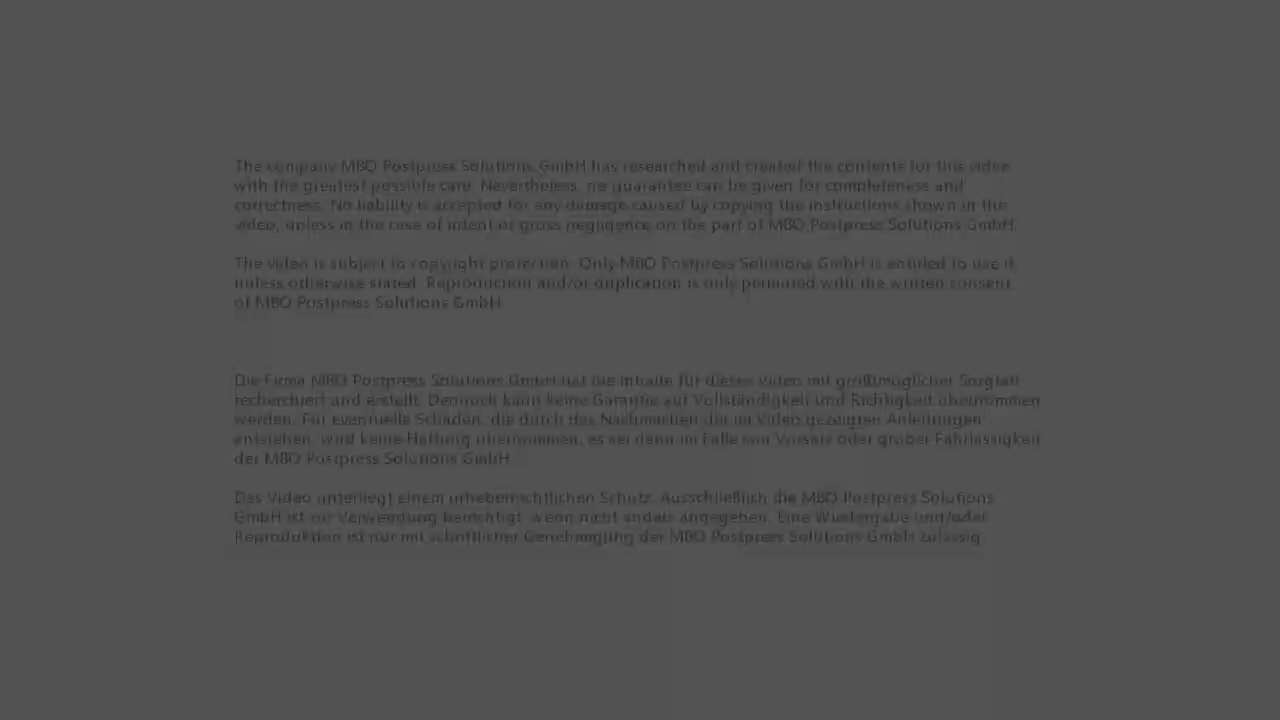 The company MBO Postpress Solutions GmbH has researched and created the contents for this video
with the greatest possible care. Nevertheless, no guarantee can be given for completeness and
correctness. No liability is accepted for any damage caused by copying the instructions shown in the
video, unless in the case of intent or gross negligence on the part of MBO Postpress Solutions GmbH.
The video is subject to copyright protection. Only MBO Postpress Solutions GmbH is entitled to use it,
unless otherwise stated. Reproduction and/or duplication is only permitted with the written consent
of MBO Postpress Solutions GmbH.
Die Firma MBO Postpress Solutions GmbH hat die Inhalte für dieses Video mit größtmöglicher Sorgfalt
recherchiert und erstellt. Dennoch kann keine Garantie auf Vollständigkeit und Richtigkeit übernommen
werden. Für eventuelle Schäden, die durch das Nachmachen der im Video gezeigten Anleitungen
entstehen, wird keine Haftung übernommen, es sei denn im Falle von Vorsatz oder grober Fahrlässigkeit
der MBO Postpress Solutions GmbH.
Das Video unterliegt einem urheberrechtlichen Schutz. Ausschließlich die MBO Postpress Solutions
GmbH ist zur Verwendung berechtigt, wenn nicht anders angegeben. Eine Wiedergabe und/oder
Reproduktion ist nur mit schriftlicher Genehmigung der MBO Postpress Solutions GmbH zulässig.